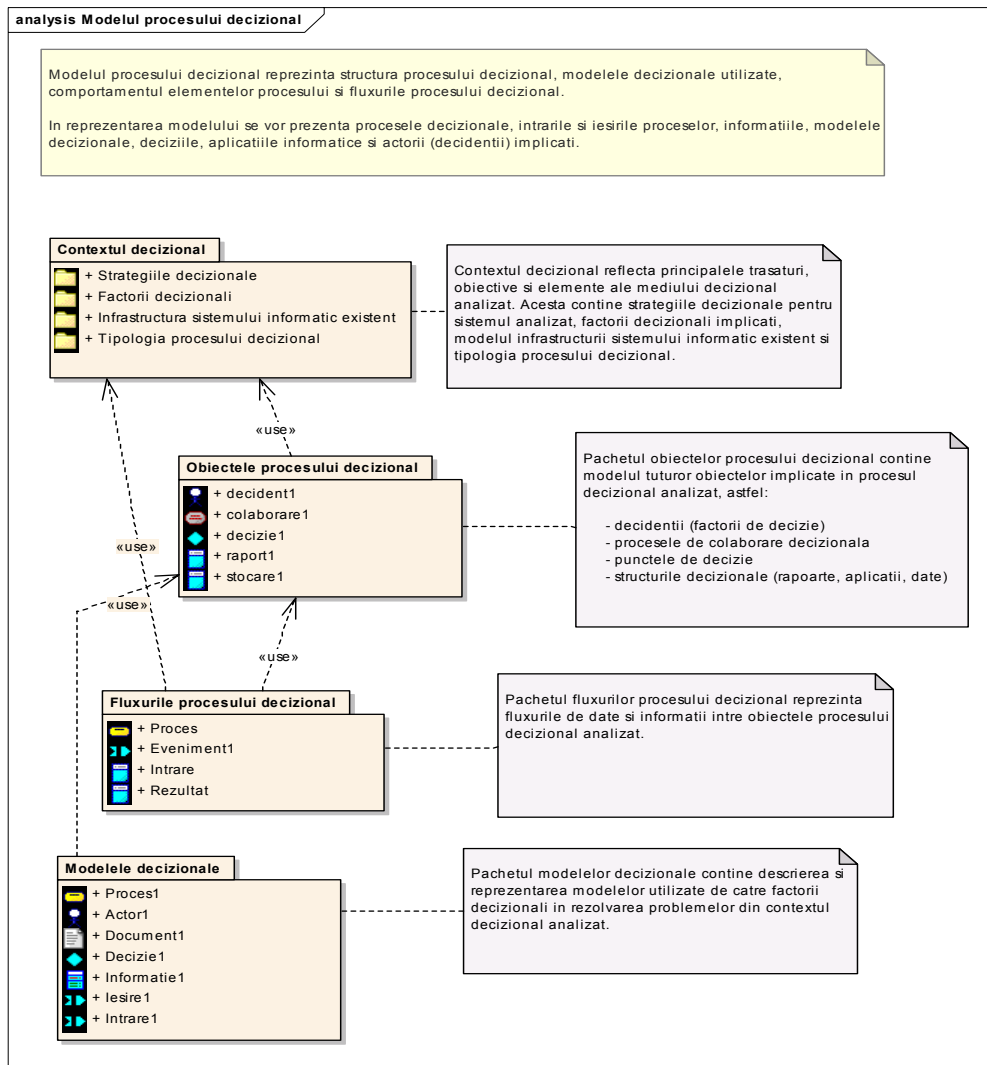 analysis Modelul procesului decizional
Modelul procesului decizional reprezinta structura procesului decizional, modelele decizionale utilizate,
comportamentul elementelor procesului si fluxurile procesului decizional.
In reprezentarea modelului se vor prezenta procesele decizionale, intrarile si iesirile proceselor, informatiile, modelele
decizionale, deciziile, aplicatiile informatice si actorii (decidentii) implicati.
Contextul decizional
+ Strategiile decizionale
+ Factorii decizionali
+ Infrastructura sistemului informatic existent
+ Tipologia procesului decizional
Contextul decizional reflecta principalele trasaturi,
obiective si elemente ale mediului decizional
analizat. Acesta contine strategiile decizionale pentru
sistemul analizat, factorii decizionali implicati,
modelul infrastructurii sistemului informatic existent si
tipologia procesului decizional.
«use»
Obiectele procesului decizional
+ decident1
+ colaborare1
+ decizie1
+ raport1
+ stocare1
Pachetul obiectelor procesului decizional contine
modelul tuturor obiectelor implicate in procesul
decizional analizat, astfel:
- decidentii (factorii de decizie)
- procesele de colaborare decizionala
- punctele de decizie
- structurile decizionale (rapoarte, aplicatii, date)
«use»
«use»
«use»
Fluxurile procesului decizional
+ Proces
+ Eveniment1
+ Intrare
+ Rezultat
Pachetul fluxurilor procesului decizional reprezinta
fluxurile de date si informatii intre obiectele procesului
decizional analizat.
Modelele decizionale
+ Proces1
+ Actor1
+ Document1
+ Decizie1
+ Informatie1
+ Iesire1
+ Intrare1
Pachetul modelelor decizionale contine descrierea si
reprezentarea modelelor utilizate de catre factorii
decizionali in rezolvarea problemelor din contextul
decizional analizat.